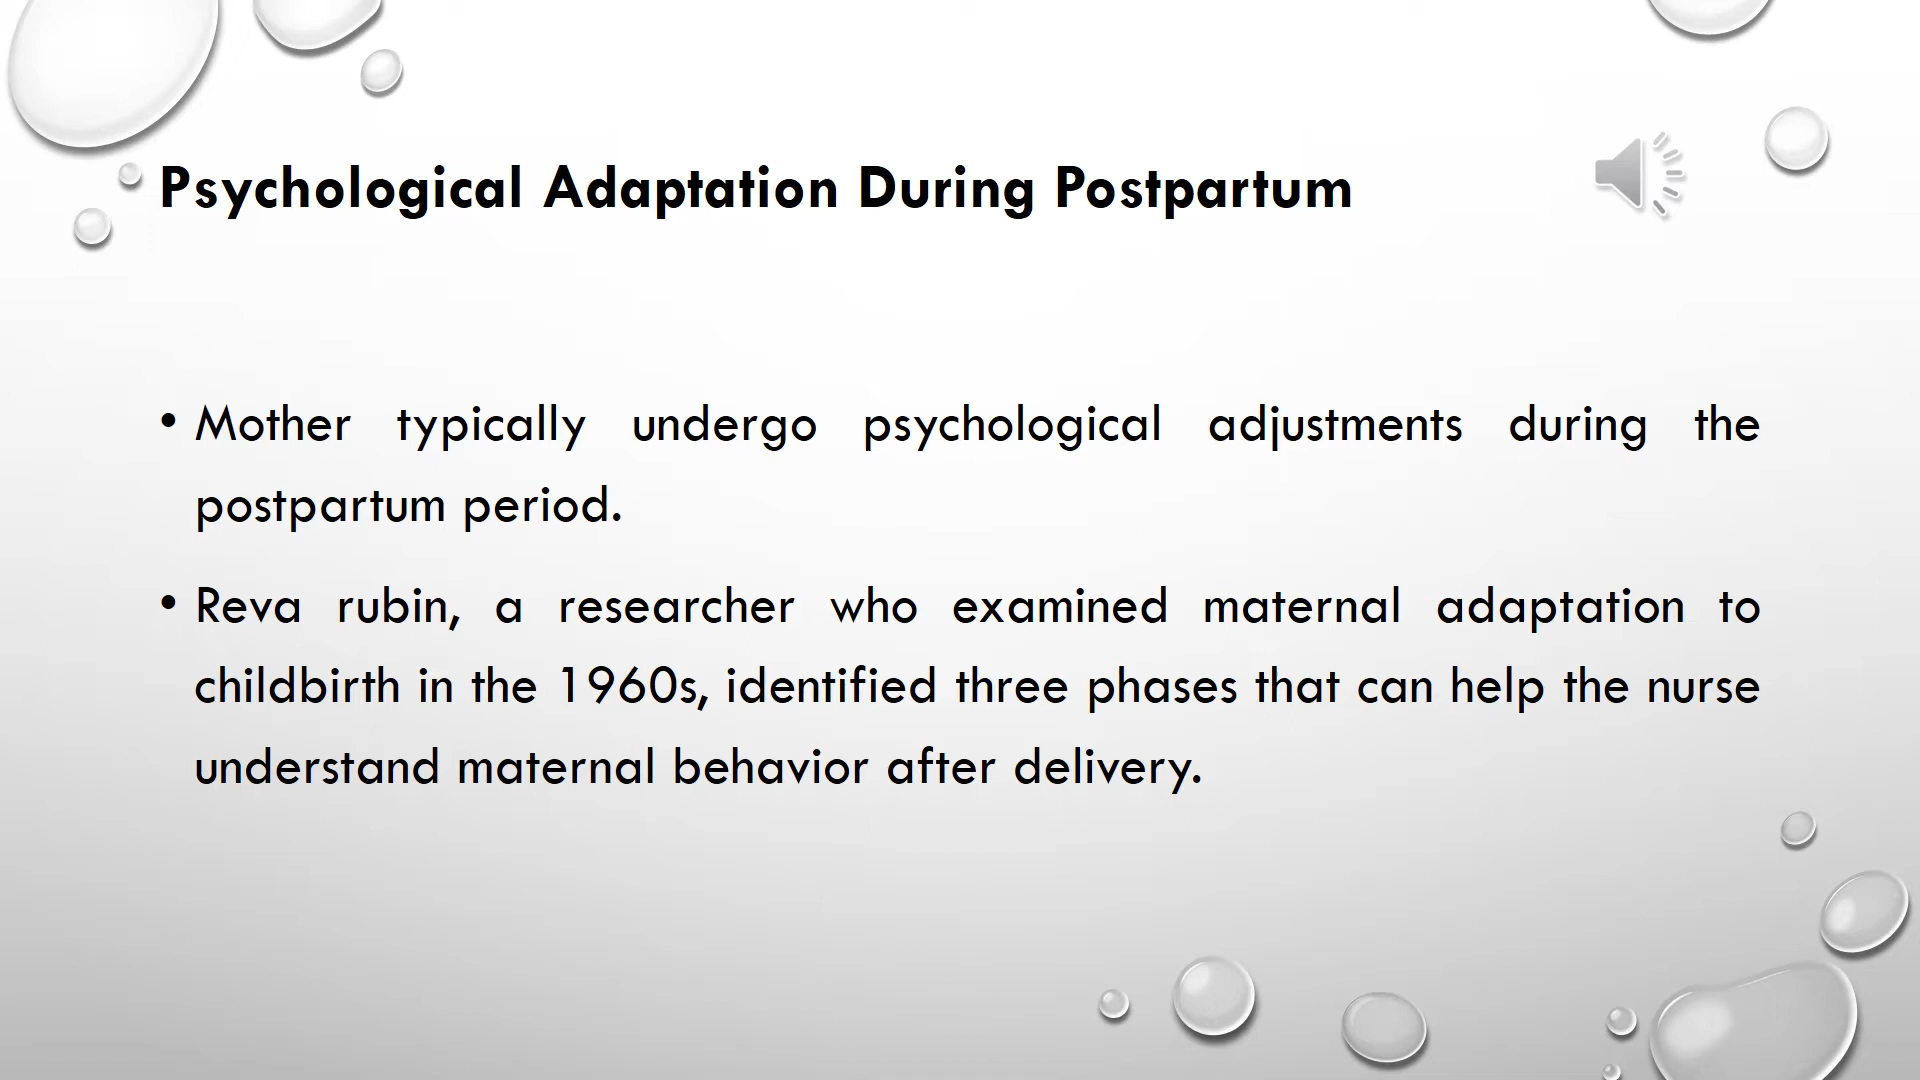 Psychological Adaptation During Postpartum
• Mother typically undergo psychological adjustments during the
postpartum period.
• Reva rubin, a researcher who examined maternal adaptation to
childbirth in the 1960s, identified three phases that can help the nurse
understand maternal behavior after delivery.